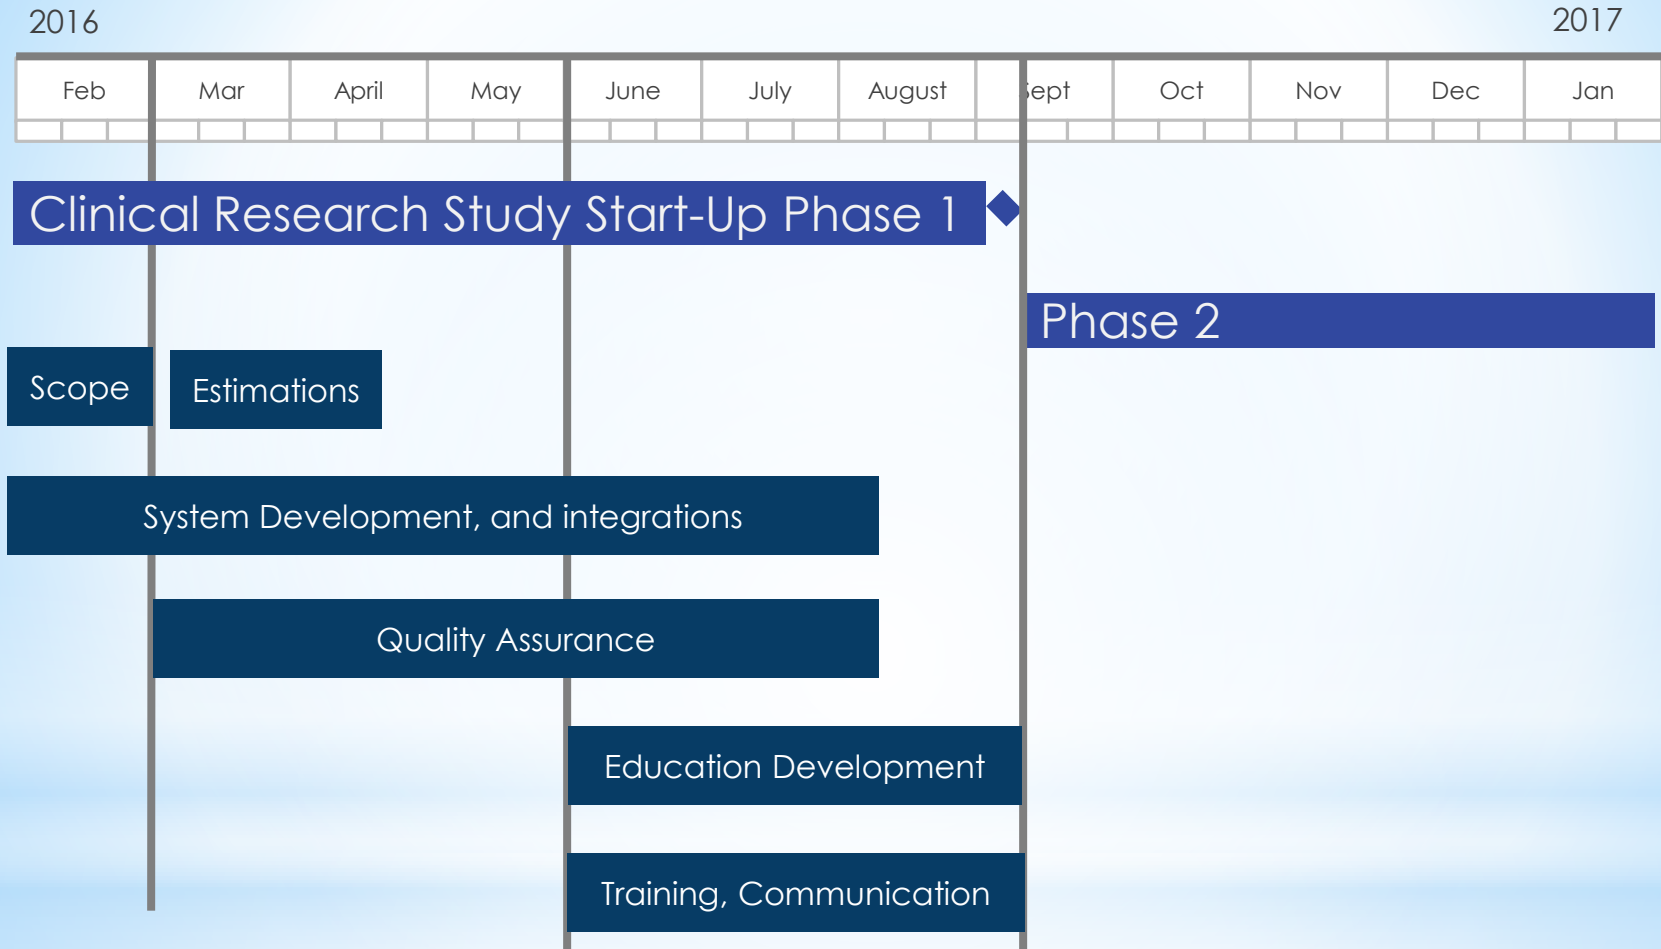 2016
2017
Feb Mar April May June July August Sept Oct Nov Dec Jan
Clinical Research Study Start-Up Phase 1
Phase 2
Scope
Estimations
System Development, and integrations
Quality Assurance
Education Development
Training, Communication